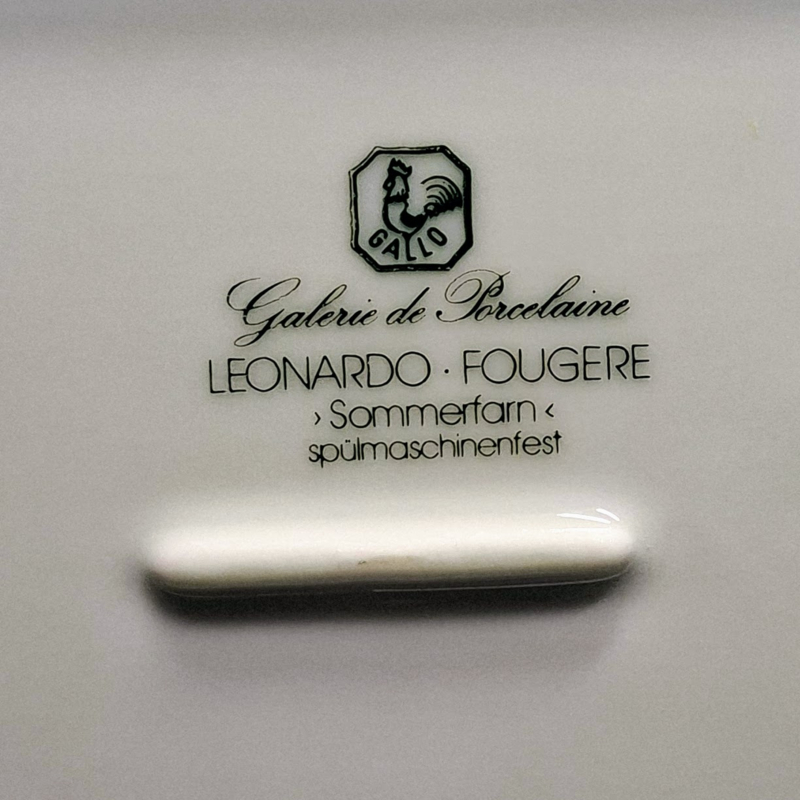 GALLO
Galerie de Porcelaine
LEONARDO · FOUGERE
› Sommerfarn ‹
spülmaschinenfest